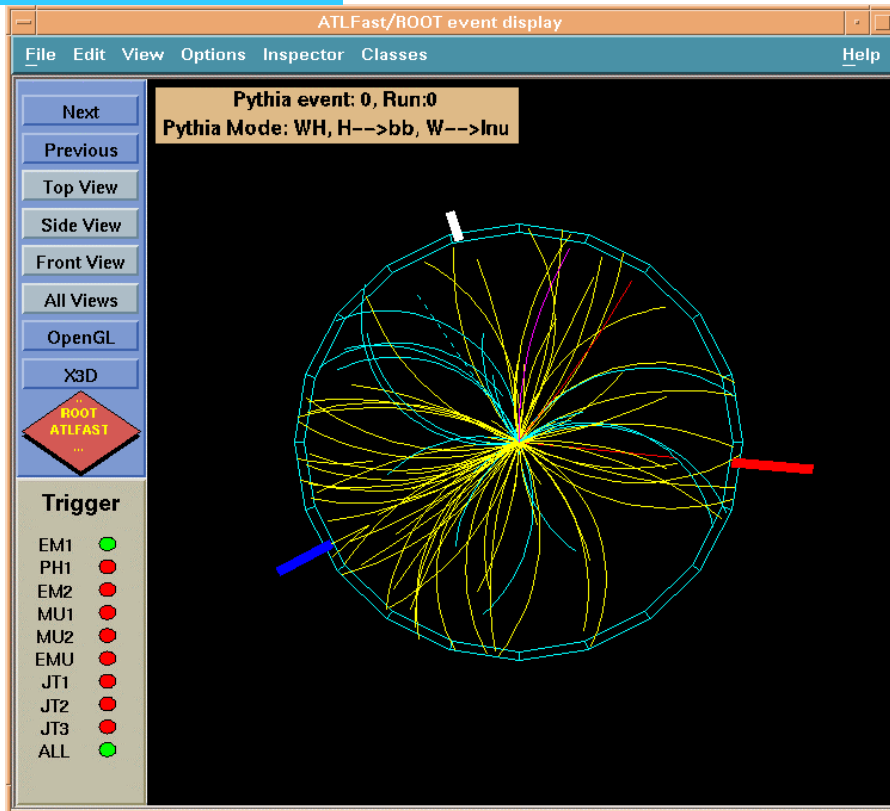 ATLFast/ROOT event display
File Edit View Options Inspector Classes Help
Next
Previous
Top View
Side View
Front View
All Views
OpenGL
X3D
..
ROOT
ATLFAST
...
Pythia event: 0, Run:0
Pythia Mode: WH, H-->bb, W-->lnu
Trigger
EM1
PH1
EM2
MU1
MU2
EMU
JT1
JT2
JT3
ALL